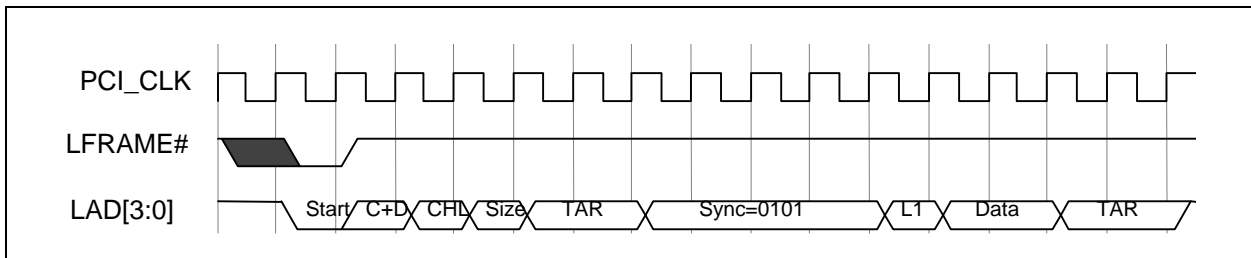 PCI_CLK
LFRAME#
LAD[3:0] Start C+D CHL Size TAR Sync=0101 L1 Data TAR